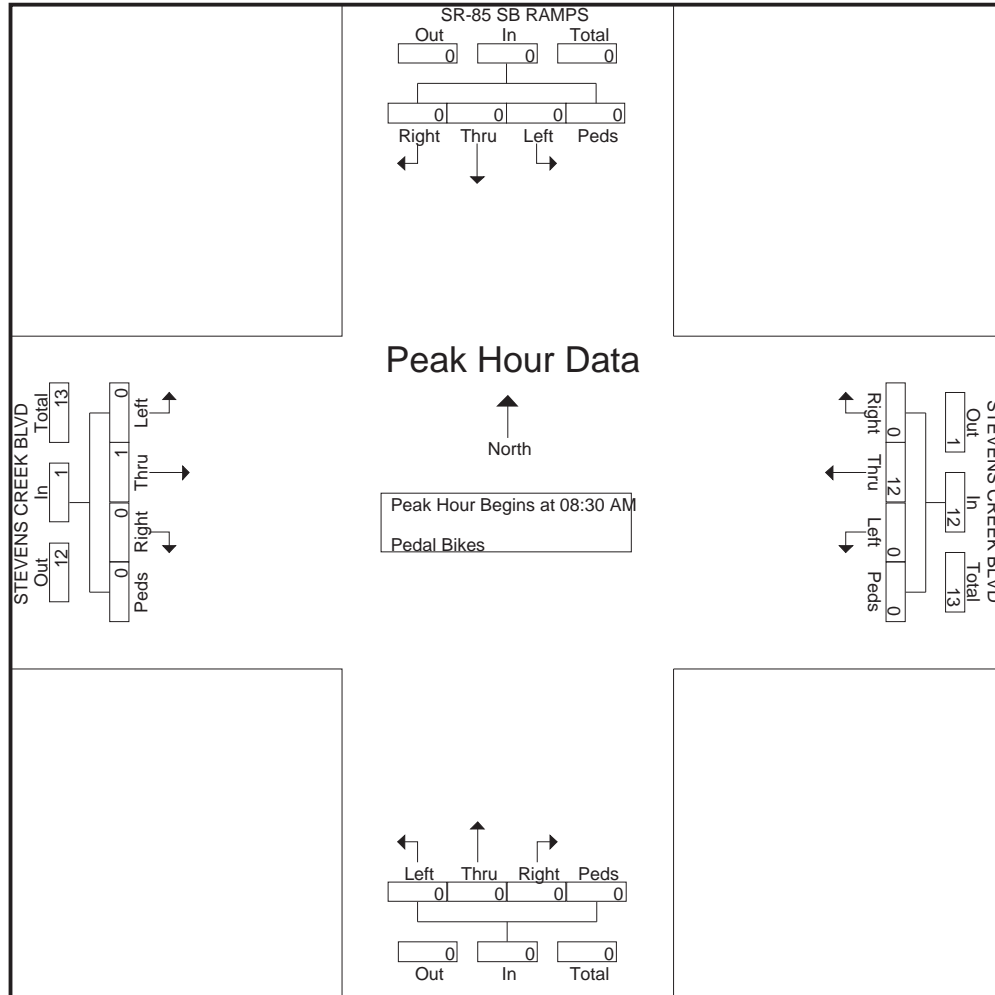 SR-85 SB RAMPS
Out In Total
0 0 0
0 0 0 0
Right Thru Left Peds
Peak Hour Data
North
Peak Hour Begins at 08:30 AM
Pedal Bikes
STEVENS CREEK BLVD
Out In Total
12 1 13
0 1 0 0
Left Thru Right Peds
Right Thru Left Peds
0 12 0 0
1 12 13
Out In Total
STEVENS CREEK BLVD
Left Thru Right Peds
0 0 0 0
0 0 0
Out In Total